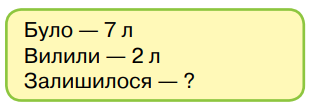 Було — 7 л
Вилили — 2 л
Залишилося — ?